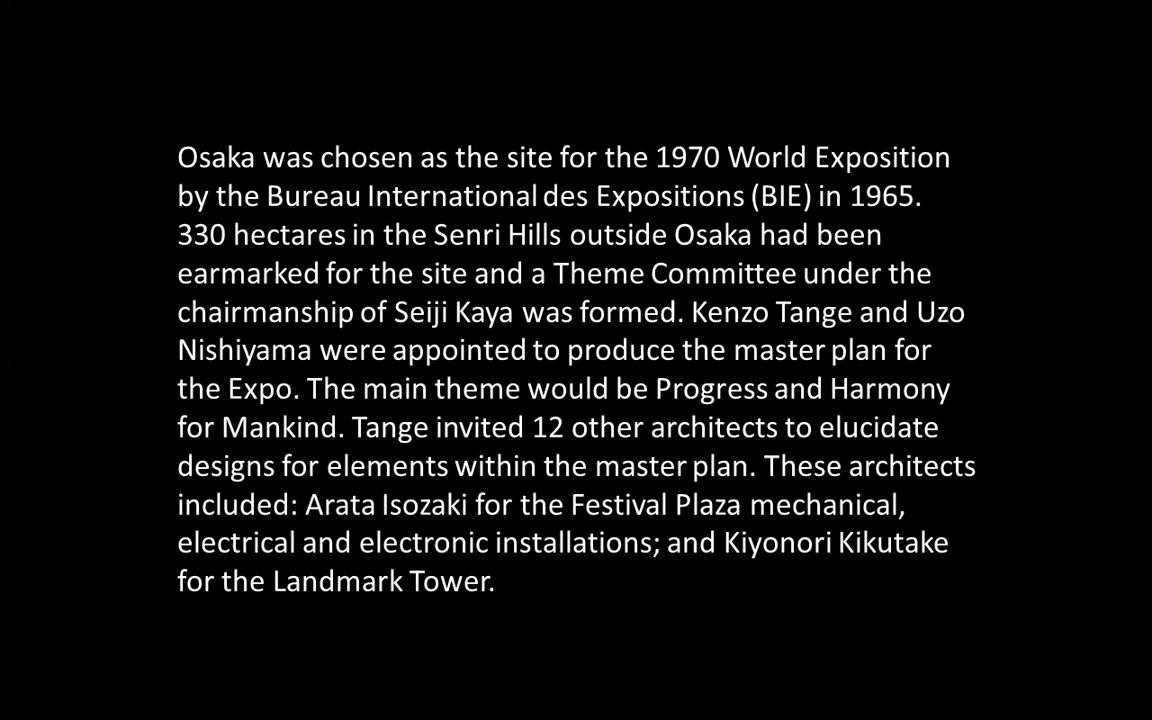 Osaka was chosen as the site for the 1970 World Exposition
by the Bureau International des Expositions (BIE) in 1965.
330 hectares in the Senri Hills outside Osaka had been
earmarked for the site and a Theme Committee under the
chairmanship of Seiji Kaya was formed. Kenzo Tange and Uzo
Nishiyama were appointed to produce the master plan for
the Expo. The main theme would be Progress and Harmony
for Mankind. Tange invited 12 other architects to elucidate
designs for elements within the master plan. These architects
included: Arata Isozaki for the Festival Plaza mechanical,
electrical and electronic installations; and Kiyonori Kikutake
for the Landmark Tower.